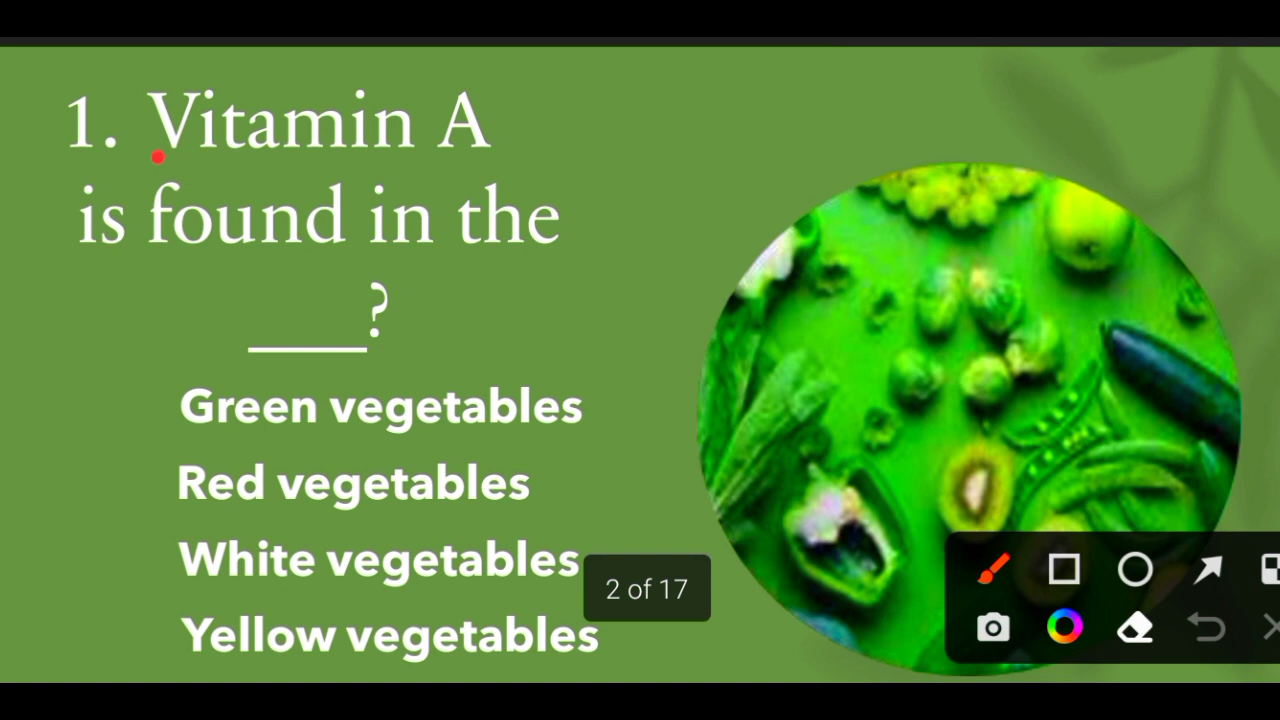 1. Vitamin A
is found in the
____?
Green vegetables
Red vegetables
White vegetables
Yellow vegetables
2 of 17